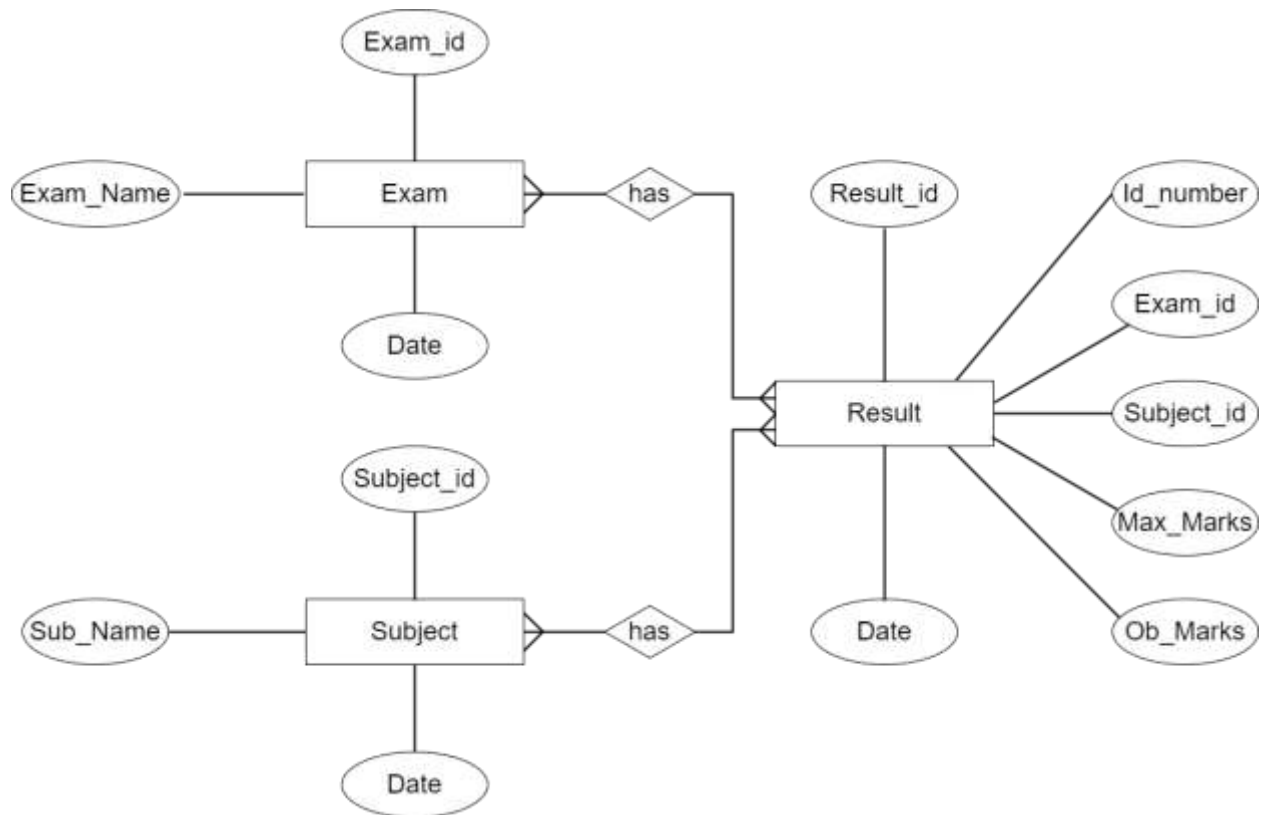 Exam_id
Exam_Name
Exam
has
Date
Result_id
Id_number
Exam_id
Result
Subject_id
Max_Marks
Ob_Marks
Date
Subject_id
Sub_Name
Subject
has
Date